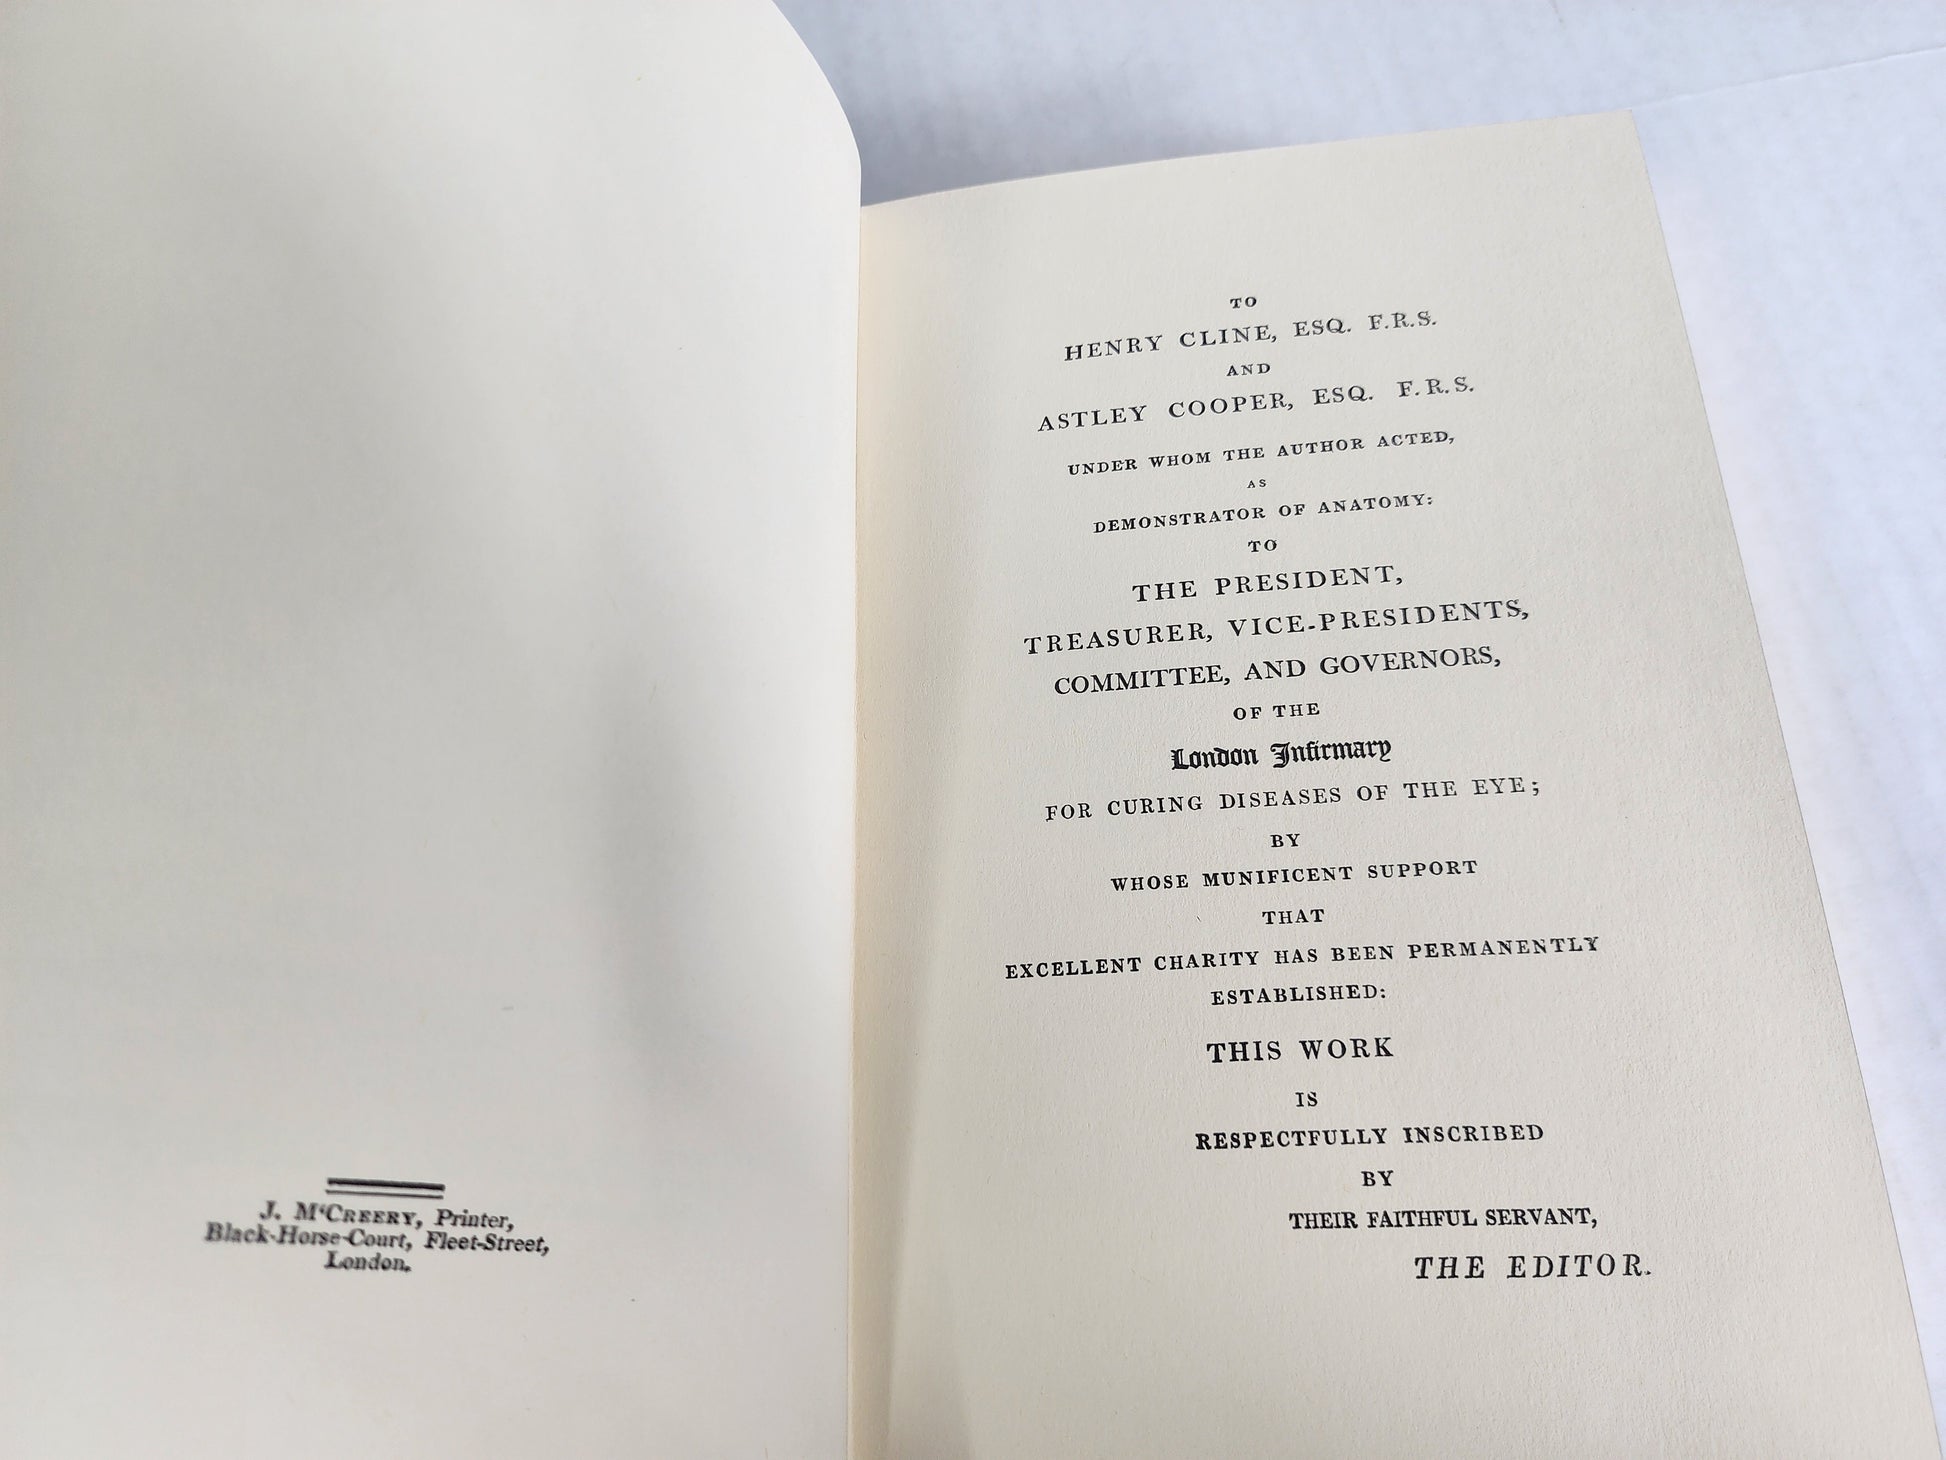 J. M‘CREERY, Printer,
Black-Horse-Court, Fleet-Street,
London.
TO
HENRY CLINE, ESQ. F.R.S.
AND
ASTLEY COOPER, ESQ. F.R.S.
UNDER WHOM THE AUTHOR ACTED,
AS
DEMONSTRATOR OF ANATOMY:
TO
THE PRESIDENT,
TREASURER, VICE-PRESIDENTS,
COMMITTEE, AND GOVERNORS,
OF THE
London Infirmary
FOR CURING DISEASES OF THE EYE;
BY
WHOSE MUNIFICENT SUPPORT
THAT
EXCELLENT CHARITY HAS BEEN PERMANENTLY
ESTABLISHED:
THIS WORK
IS
RESPECTFULLY INSCRIBED
BY
THEIR FAITHFUL SERVANT,
THE EDITOR.